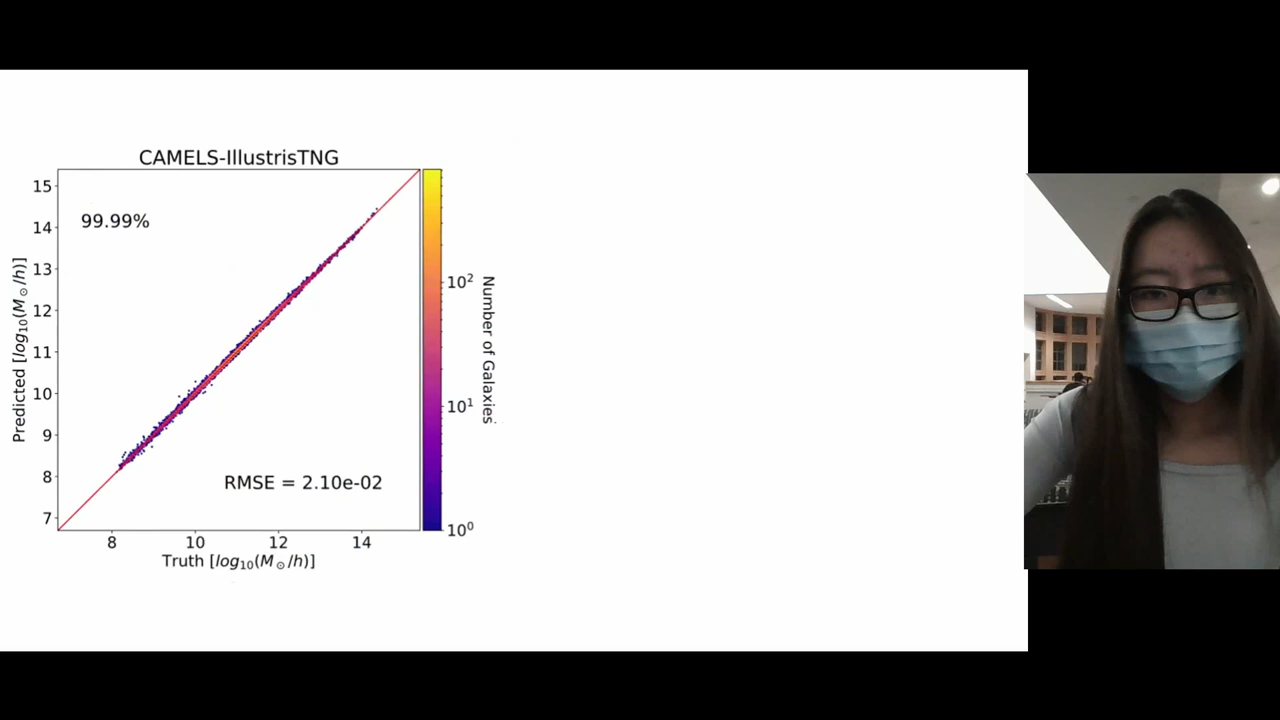 CAMELS-IllustrisTNG
99.99%
RMSE = 2.10e-02
15
14
13
12
11
10
9
8
7
Predicted [log₁₀(M☉/h)]
8 10 12 14
Truth [log₁₀(M☉/h)]
10²
10¹
10⁰
Number of Galaxies